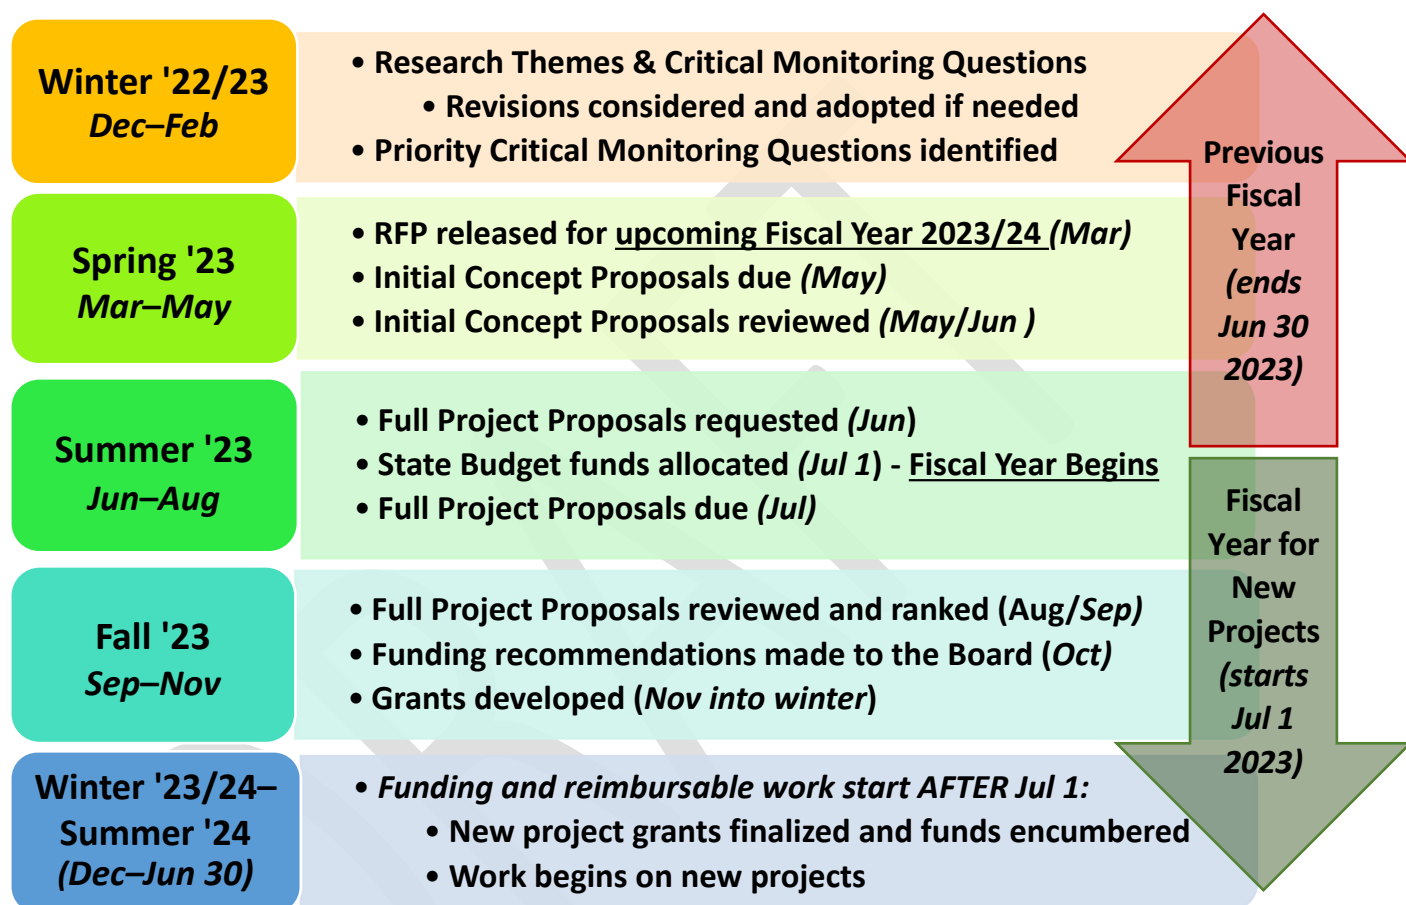 Winter '22/23
Dec–Feb
• Research Themes & Critical Monitoring Questions
• Revisions considered and adopted if needed
• Priority Critical Monitoring Questions identified
Spring '23
Mar–May
• RFP released for upcoming Fiscal Year 2023/24 (Mar)
• Initial Concept Proposals due (May)
• Initial Concept Proposals reviewed (May/Jun )
Summer '23
Jun–Aug
• Full Project Proposals requested (Jun)
• State Budget funds allocated (Jul 1) - Fiscal Year Begins
• Full Project Proposals due (Jul)
Fall '23
Sep–Nov
• Full Project Proposals reviewed and ranked (Aug/Sep)
• Funding recommendations made to the Board (Oct)
• Grants developed (Nov into winter)
Winter '23/24–
Summer '24
(Dec–Jun 30)
• Funding and reimbursable work start AFTER Jul 1:
• New project grants finalized and funds encumbered
• Work begins on new projects
Previous
Fiscal
Year
(ends
Jun 30
2023)
Fiscal
Year for
New
Projects
(starts
Jul 1
2023)
DRAFT